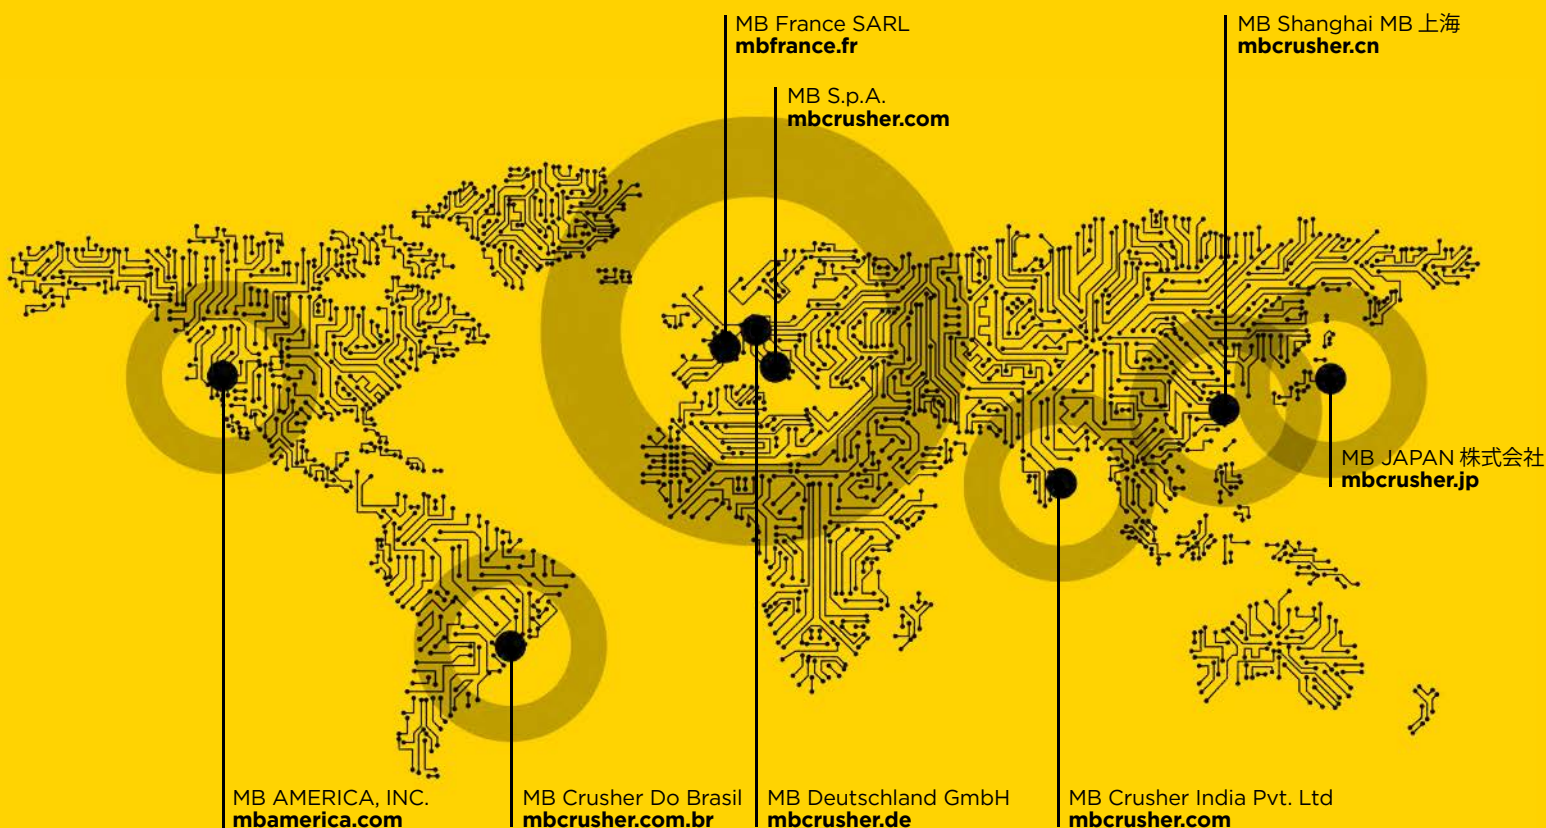 MB France SARL
mbfrance.fr
MB Shanghai MB 上海
mbcrusher.cn
MB S.p.A.
mbcrusher.com
MB JAPAN 株式会社
mbcrusher.jp
MB AMERICA, INC.
mbamerica.com
MB Crusher Do Brasil
mbcrusher.com.br
MB Deutschland GmbH
mbcrusher.de
MB Crusher India Pvt. Ltd
mbcrusher.com